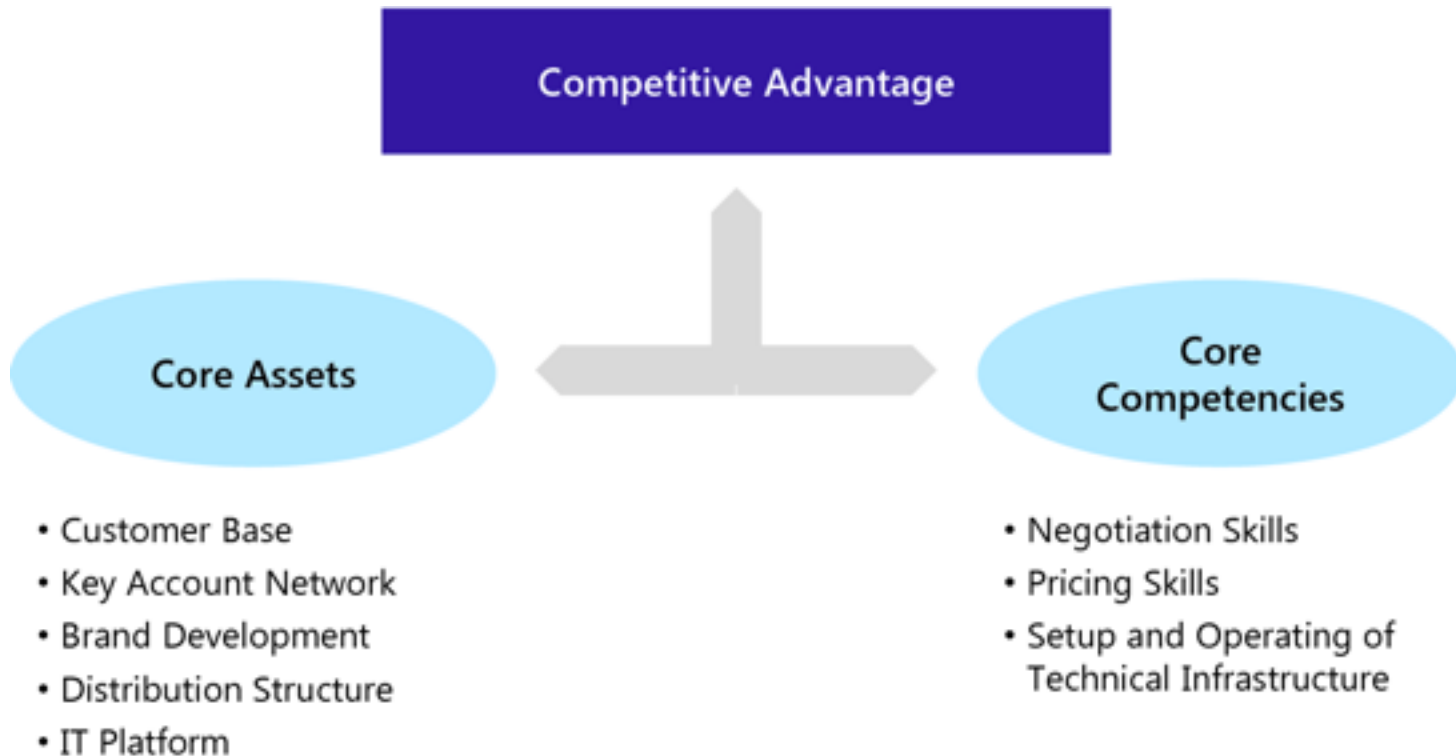 Competitive Advantage
Core Assets
Core
Competencies
• Customer Base
• Key Account Network
• Brand Development
• Distribution Structure
• IT Platform
• Negotiation Skills
• Pricing Skills
• Setup and Operating of
Technical Infrastructure